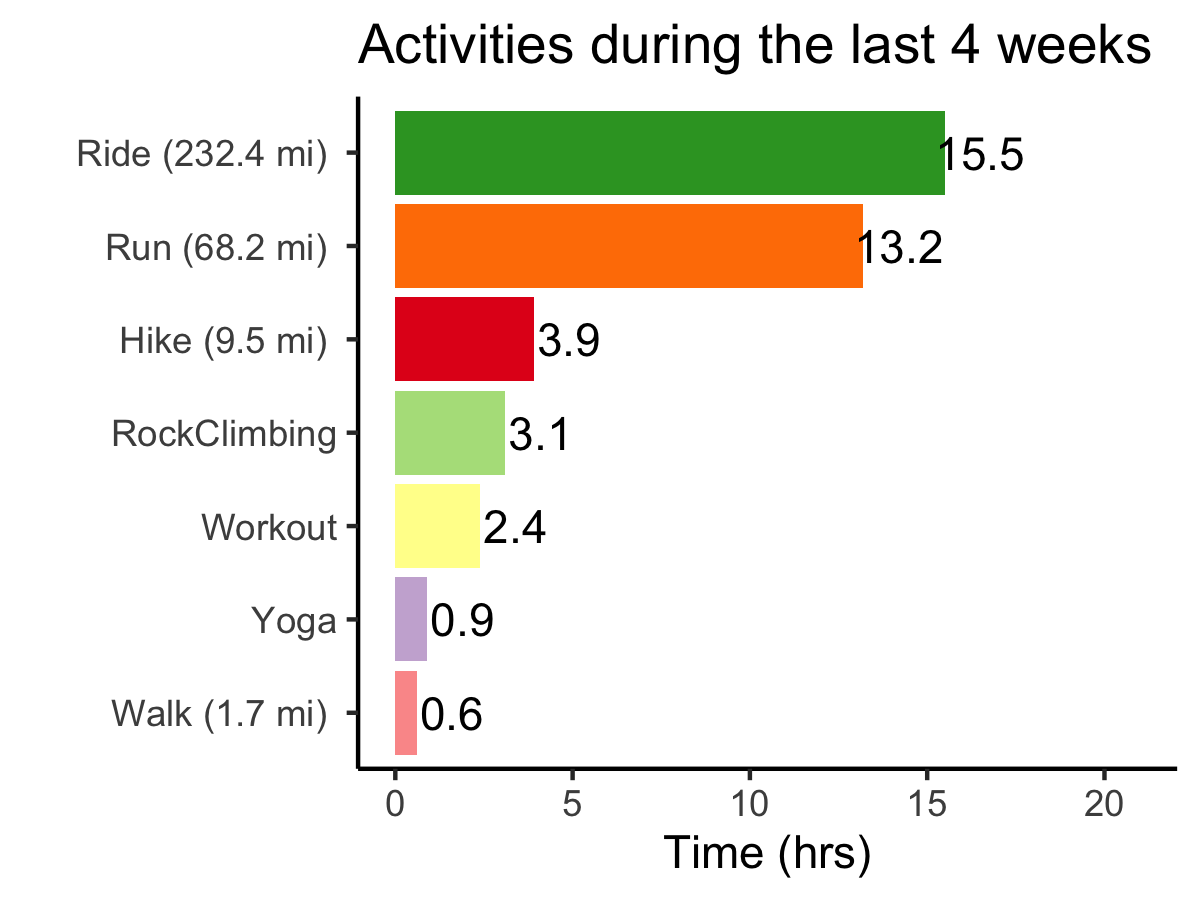 Activities during the last 4 weeks
Ride (232.4 mi) 15.5
Run (68.2 mi) 13.2
Hike (9.5 mi) 3.9
RockClimbing 3.1
Workout 2.4
Yoga 0.9
Walk (1.7 mi) 0.6
0 5 10 15 20
Time (hrs)